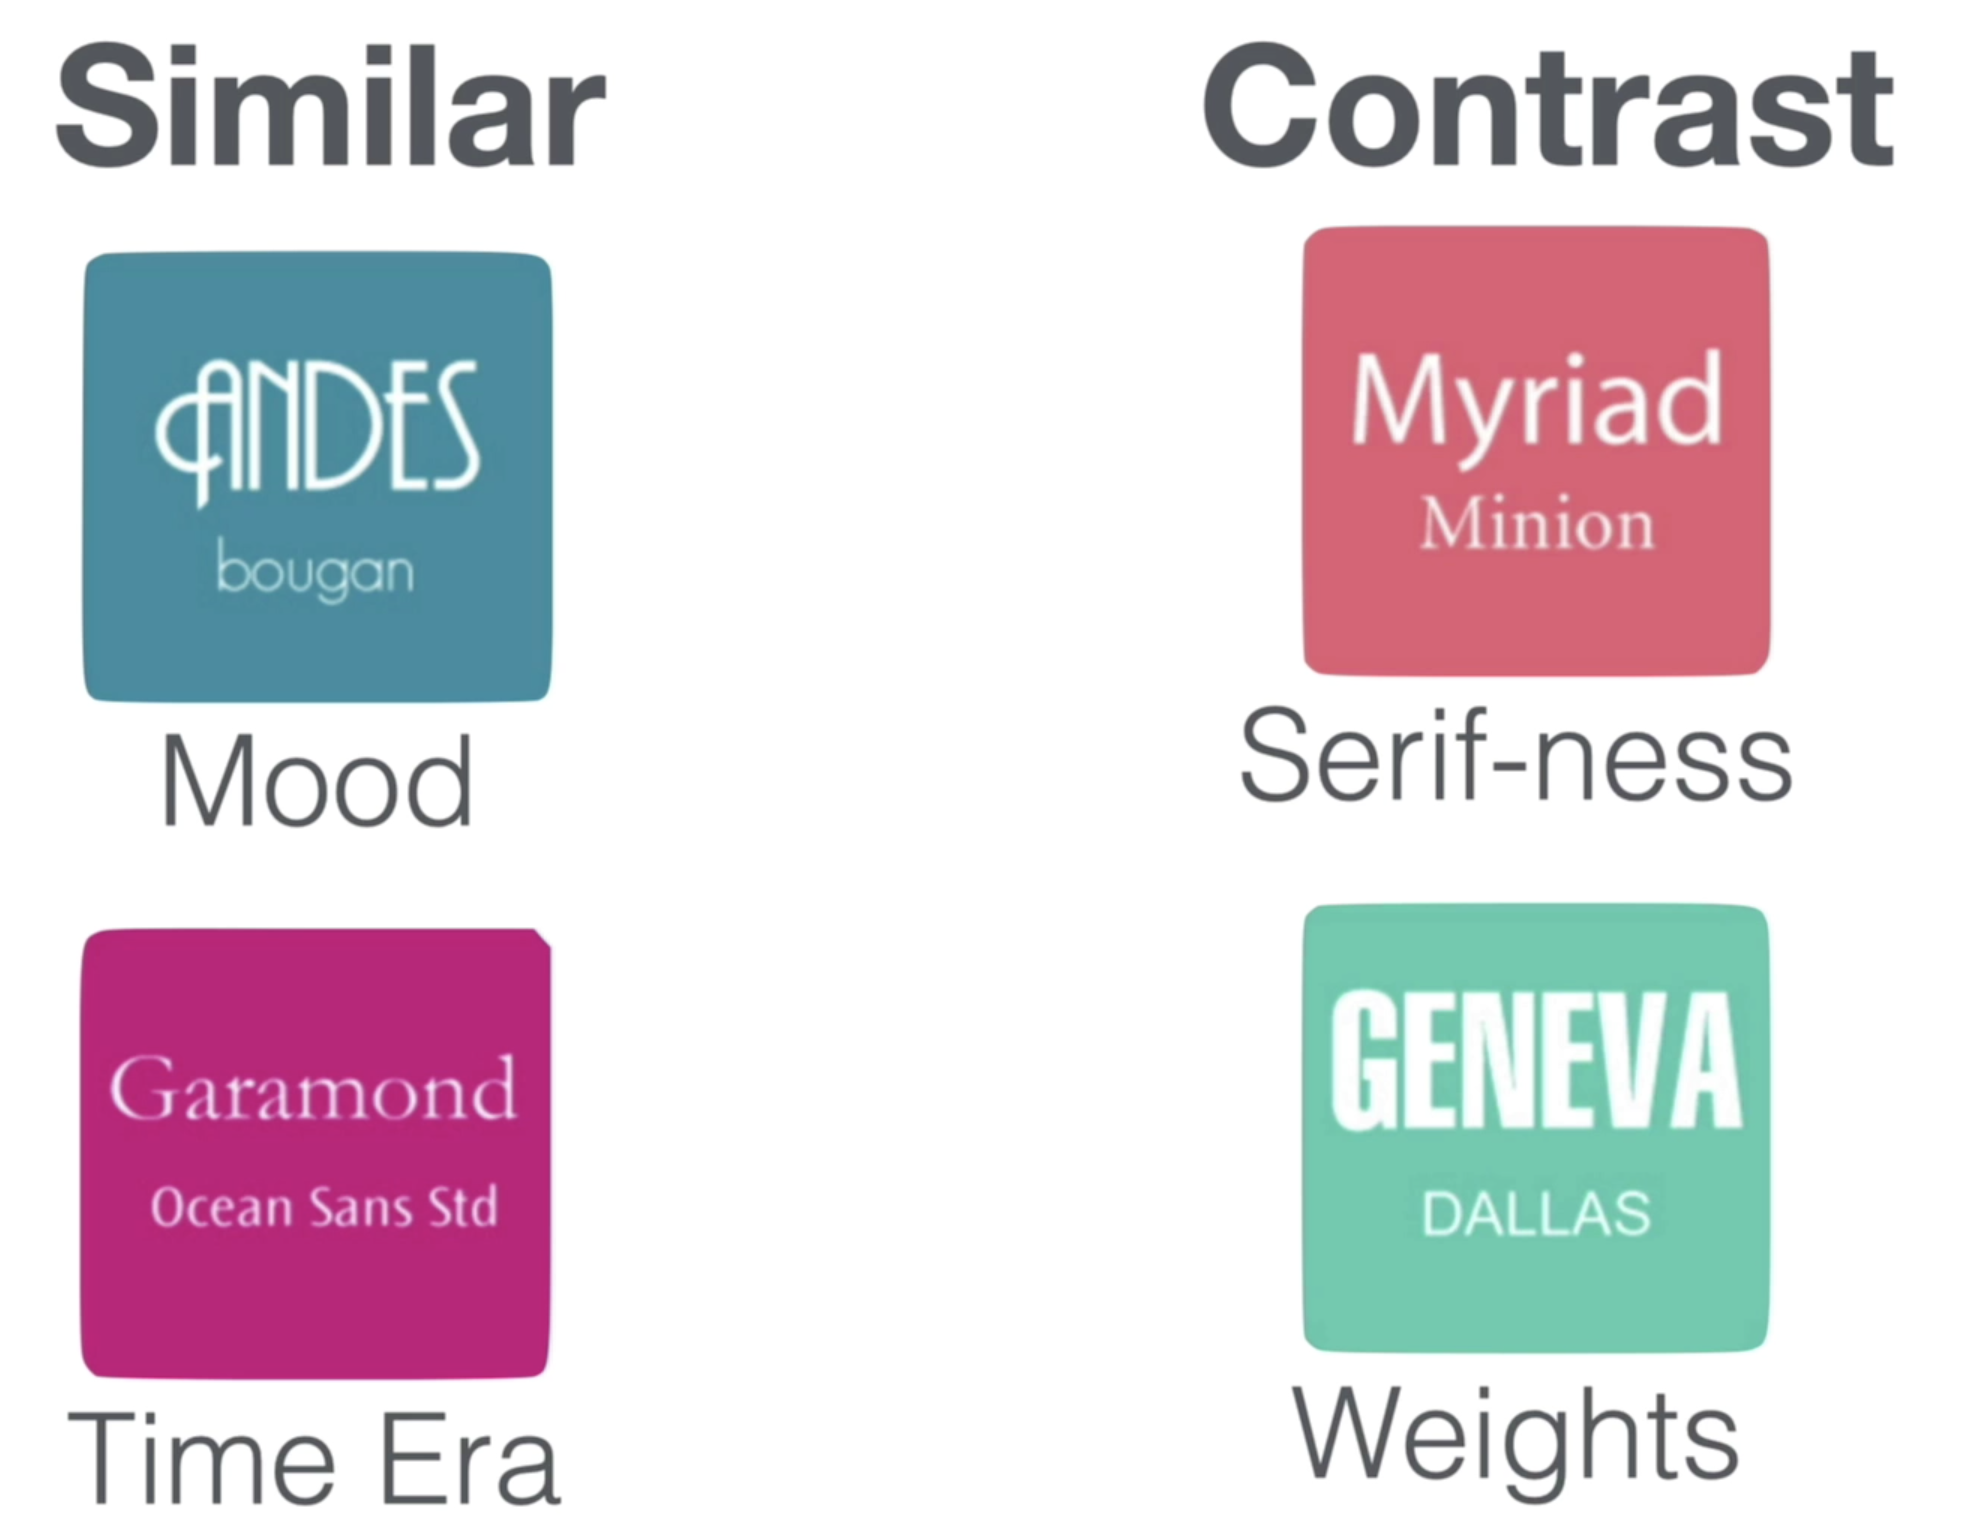 Similar
ANDES
bougan
Mood
Garamond
Ocean Sans Std
Time Era
Contrast
Myriad
Minion
Serif-ness
GENEVA
DALLAS
Weights